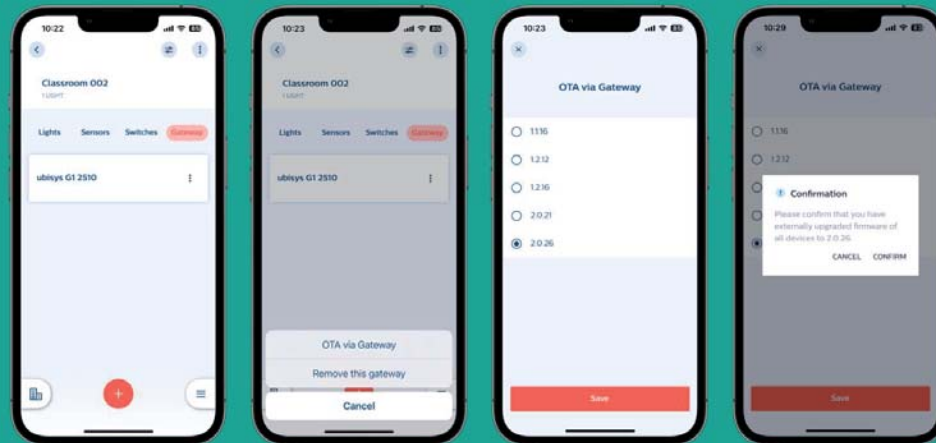 10:22
Classroom 002
1 LIGHT
Lights Sensors Switches Gateway
ubisys G1 2510
10:23
Classroom 002
1 LIGHT
Lights Sensors Switches Gateway
ubisys G1 2510
OTA via Gateway
Remove this gateway
Cancel
10:23
OTA via Gateway
1.1.16
1.2.12
1.2.16
2.0.21
2.0.26
Save
10:29
OTA via Gateway
1.1.16
1.2.12
Confirmation
Please confirm that you have
externally upgraded firmware of
all devices to 2.0.26.
CANCEL CONFIRM
Save